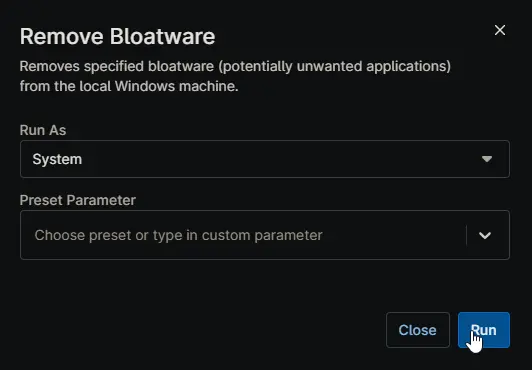 Remove Bloatware
Removes specified bloatware (potentially unwanted applications)
from the local Windows machine.
Run As
System
Preset Parameter
Choose preset or type in custom parameter
Close
Run